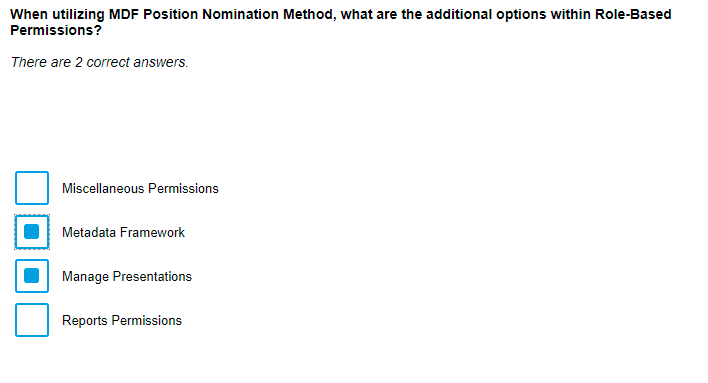 When utilizing MDF Position Nomination Method, what are the additional options within Role-Based
Permissions?
There are 2 correct answers.
Miscellaneous Permissions
Metadata Framework
Manage Presentations
Reports Permissions